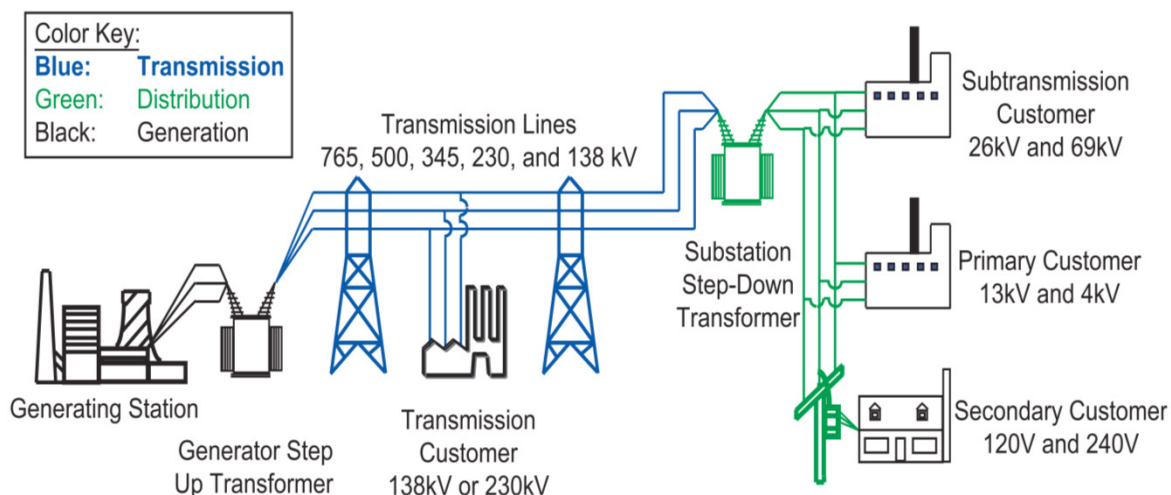 Color Key:
Blue: Transmission
Green: Distribution
Black: Generation
Transmission Lines
765, 500, 345, 230, and 138 kV
Subtransmission
Customer
26kV and 69kV
Substation
Step-Down
Transformer
Primary Customer
13kV and 4kV
Generating Station
Generator Step
Up Transformer
Transmission
Customer
138kV or 230kV
Secondary Customer
120V and 240V